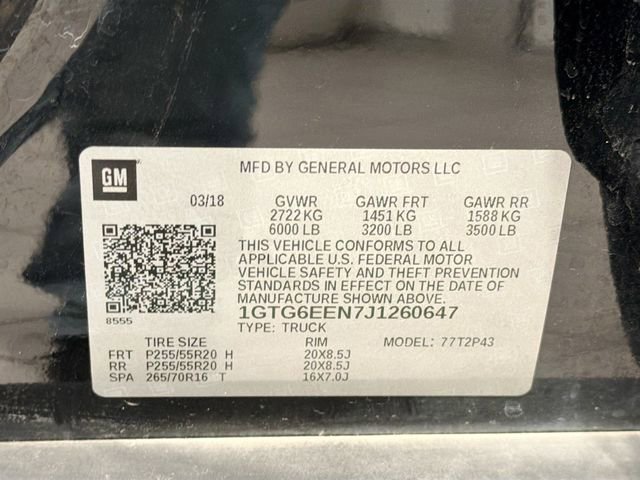 GM
MFD BY GENERAL MOTORS LLC
03/18 GVWR GAWR FRT GAWR RR
2722 KG 1451 KG 1588 KG
6000 LB 3200 LB 3500 LB
THIS VEHICLE CONFORMS TO ALL
APPLICABLE U.S. FEDERAL MOTOR
VEHICLE SAFETY AND THEFT PREVENTION
STANDARDS IN EFFECT ON THE DATE OF
MANUFACTURE SHOWN ABOVE.
1GTG6EEN7J1260647
8555
TYPE: TRUCK
TIRE SIZE RIM MODEL: 77T2P43
FRT P255/55R20 H 20X8.5J
RR P255/55R20 H 20X8.5J
SPA 265/70R16 T 16X7.0J